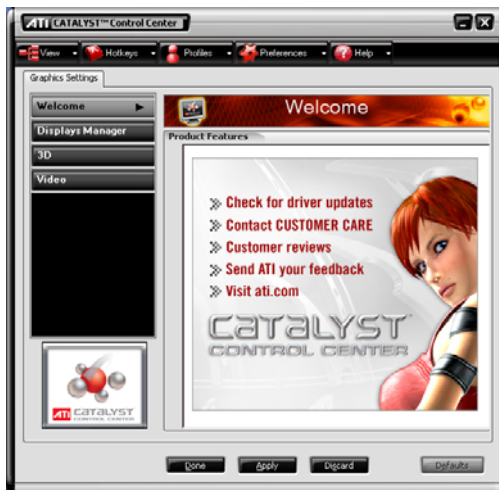 ATI CATALYST™ Control Center
View Hotkeys Profiles Preferences Help
Graphics Settings
Welcome
Displays Manager
3D
Video
Welcome
Product Features
Check for driver updates
Contact CUSTOMER CARE
Customer reviews
Send ATI your feedback
Visit ati.com
CATALYST
CONTROL CENTER
ATI CATALYST
CONTROL CENTER
Done Apply Discard Defaults